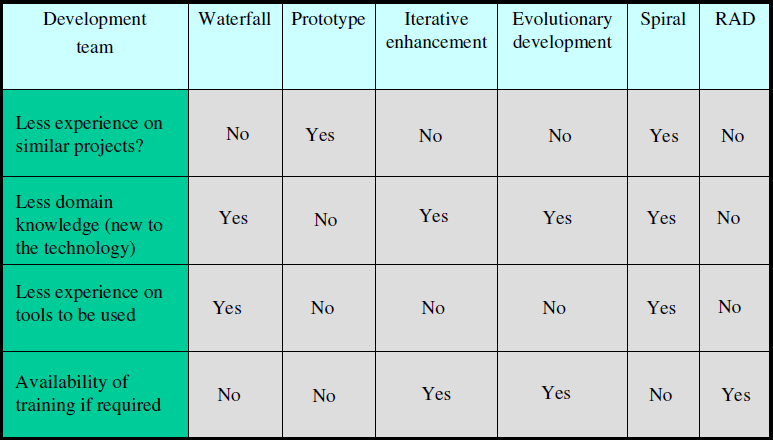 Development team Waterfall Prototype Iterative enhancement Evolutionary development Spiral RAD
Less experience on similar projects? No Yes No No Yes No
Less domain knowledge (new to the technology) Yes No Yes Yes Yes No
Less experience on tools to be used Yes No No No Yes No
Availability of training if required No No Yes Yes No Yes